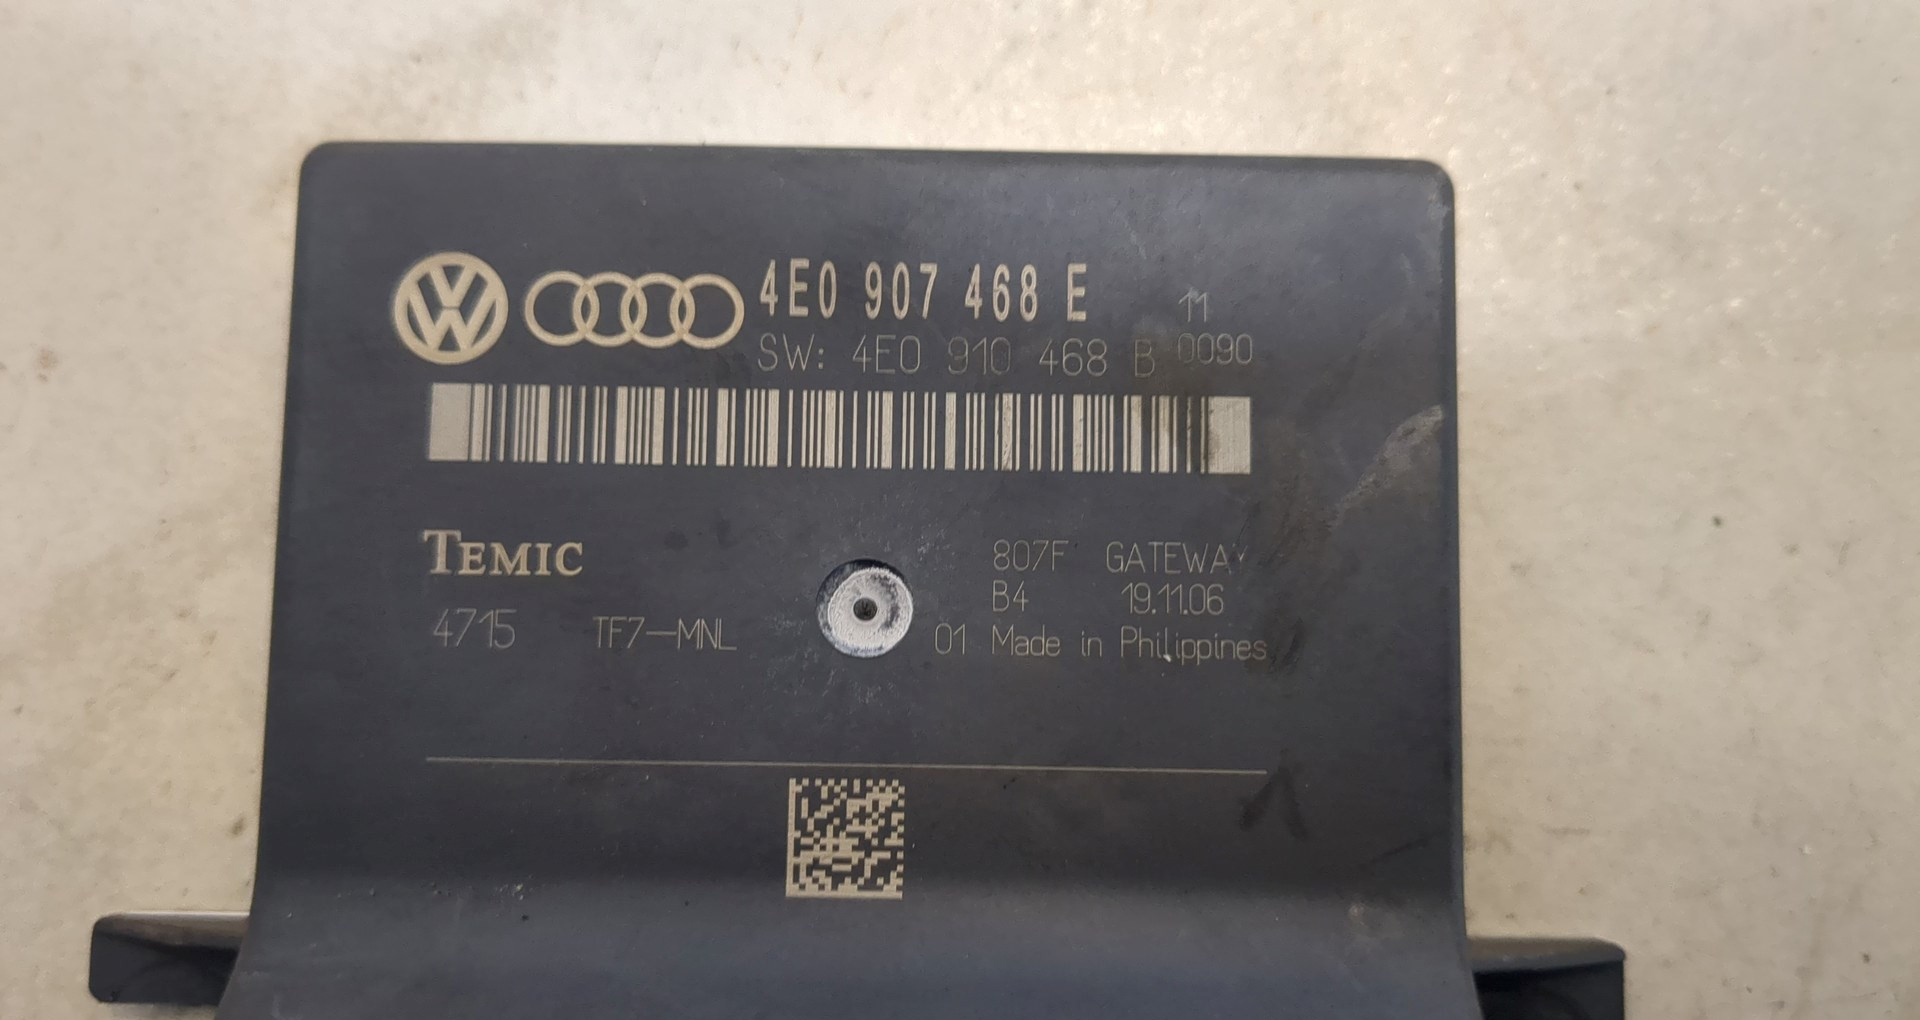 4E0 907 468 E 11
SW: 4E0 910 468 B 0090
TEMIC 807F GATEWAY
B4 19.11.06
4715 TF7-MNL 01 Made in Philippines